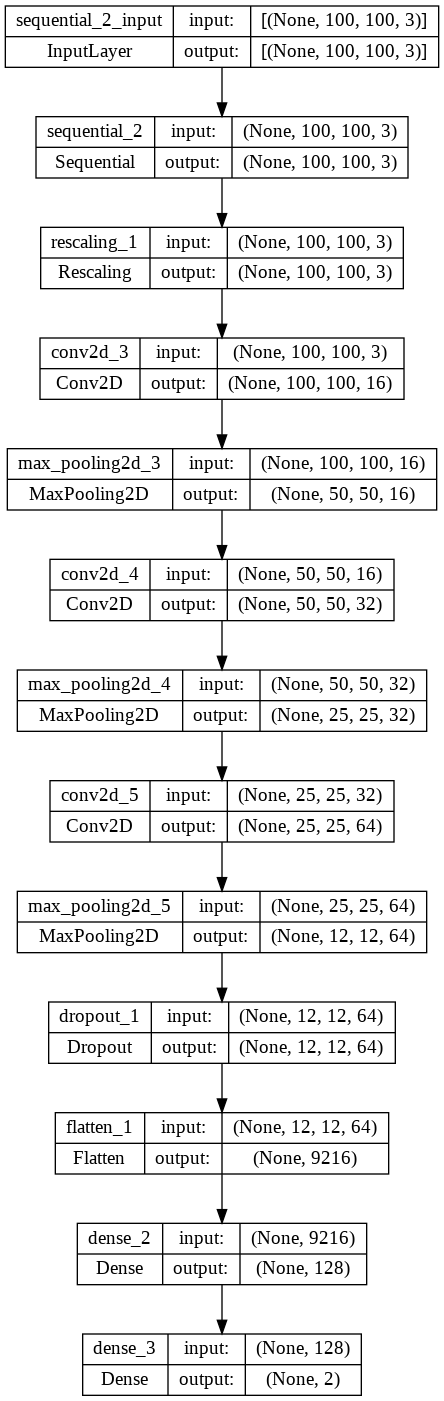 sequential_2_input input: [(None, 100, 100, 3)]
InputLayer output: [(None, 100, 100, 3)]
sequential_2 input: (None, 100, 100, 3)
Sequential output: (None, 100, 100, 3)
rescaling_1 input: (None, 100, 100, 3)
Rescaling output: (None, 100, 100, 3)
conv2d_3 input: (None, 100, 100, 3)
Conv2D output: (None, 100, 100, 16)
max_pooling2d_3 input: (None, 100, 100, 16)
MaxPooling2D output: (None, 50, 50, 16)
conv2d_4 input: (None, 50, 50, 16)
Conv2D output: (None, 50, 50, 32)
max_pooling2d_4 input: (None, 50, 50, 32)
MaxPooling2D output: (None, 25, 25, 32)
conv2d_5 input: (None, 25, 25, 32)
Conv2D output: (None, 25, 25, 64)
max_pooling2d_5 input: (None, 25, 25, 64)
MaxPooling2D output: (None, 12, 12, 64)
dropout_1 input: (None, 12, 12, 64)
Dropout output: (None, 12, 12, 64)
flatten_1 input: (None, 12, 12, 64)
Flatten output: (None, 9216)
dense_2 input: (None, 9216)
Dense output: (None, 128)
dense_3 input: (None, 128)
Dense output: (None, 2)